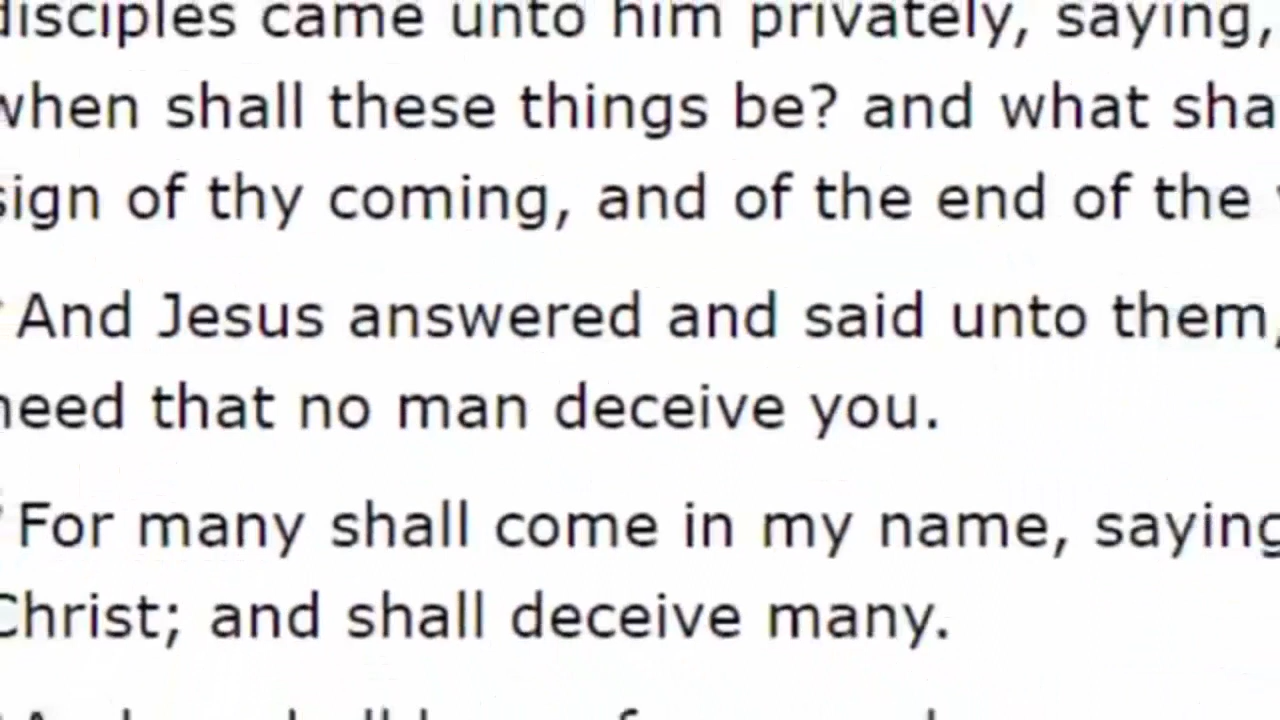 disciples came unto him privately, saying,
when shall these things be? and what sha
sign of thy coming, and of the end of the
And Jesus answered and said unto them,
heed that no man deceive you.
For many shall come in my name, saying
Christ; and shall deceive many.